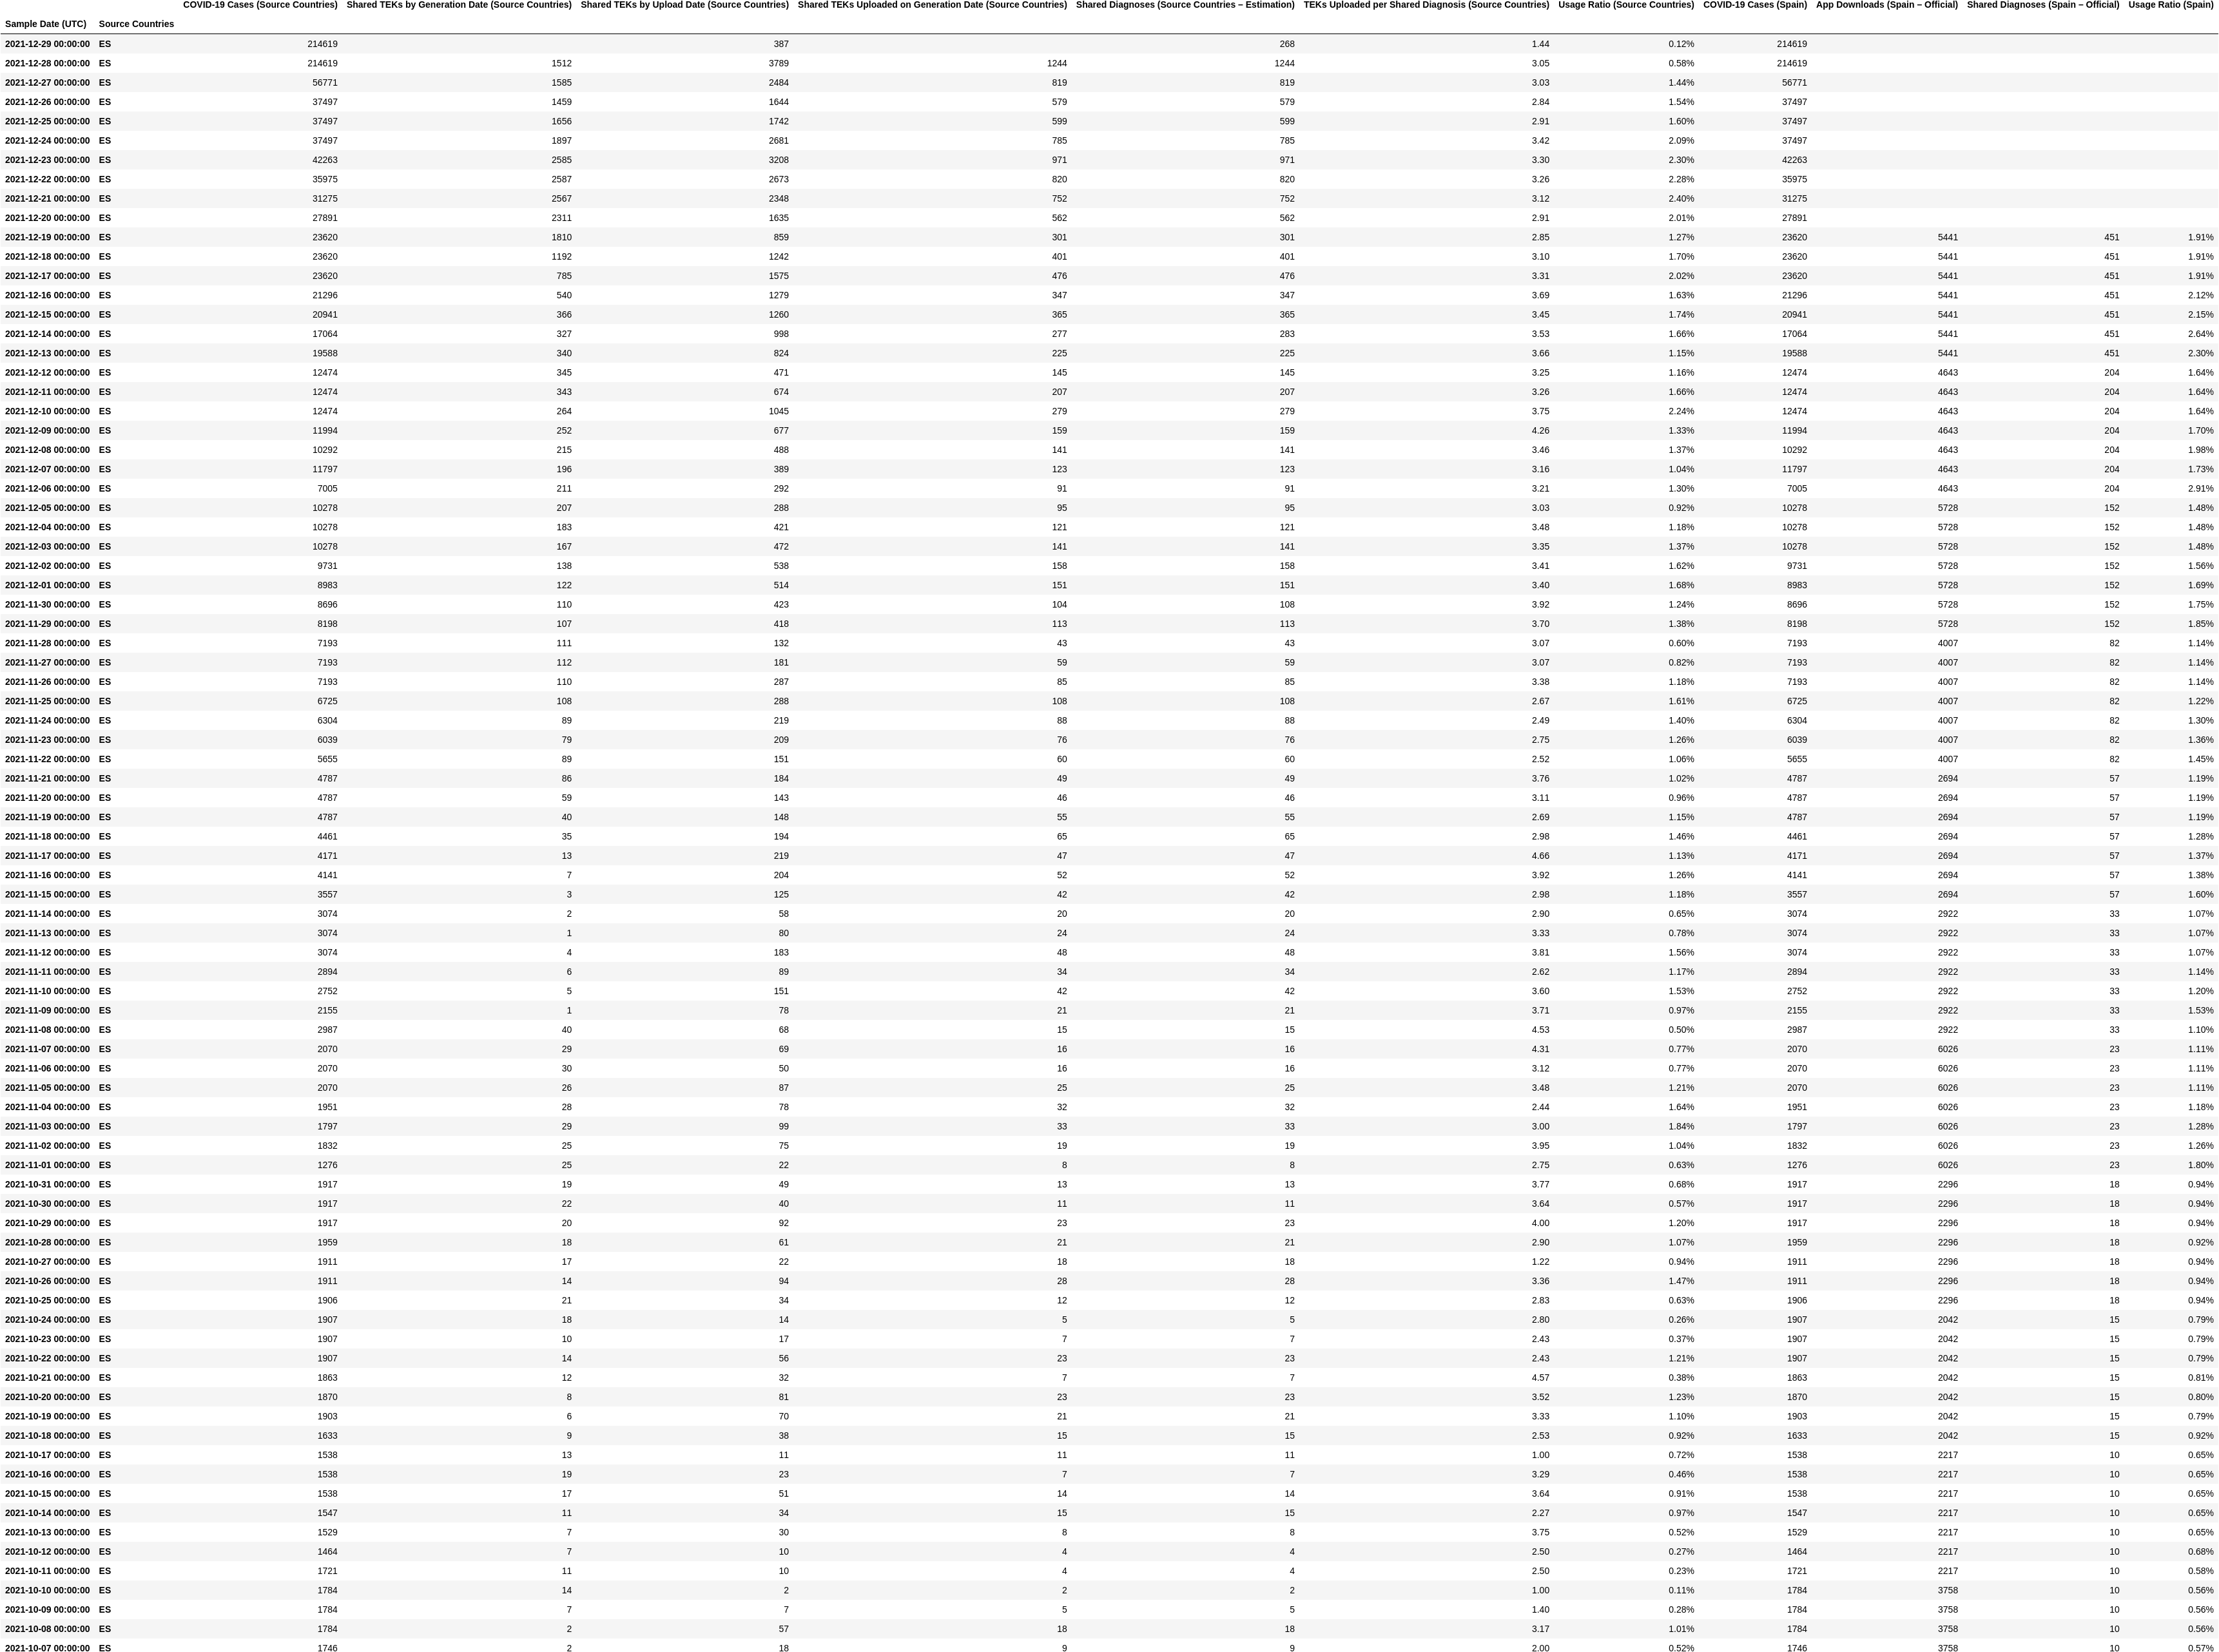 COVID-19 Cases (Source Countries) Shared TEKs by Generation Date (Source Countries) Shared TEKs by Upload Date (Source Countries) Shared TEKs Uploaded on Generation Date (Source Countries) Shared Diagnoses (Source Countries – Estimation) TEKs Uploaded per Shared Diagnosis (Source Countries) Usage Ratio (Source Countries) COVID-19 Cases (Spain) App Downloads (Spain – Official) Shared Diagnoses (Spain – Official) Usage Ratio (Spain)
Sample Date (UTC) Source Countries
2021-12-29 00:00:00 ES 214619 387 268 1.44 0.12% 214619
2021-12-28 00:00:00 ES 214619 1512 3789 1244 1244 3.05 0.58% 214619
2021-12-27 00:00:00 ES 56771 1585 2484 819 819 3.03 1.44% 56771
2021-12-26 00:00:00 ES 37497 1459 1644 579 579 2.84 1.54% 37497
2021-12-25 00:00:00 ES 37497 1656 1742 599 599 2.91 1.60% 37497
2021-12-24 00:00:00 ES 37497 1897 2681 785 785 3.42 2.09% 37497
2021-12-23 00:00:00 ES 42263 2585 3208 971 971 3.30 2.30% 42263
2021-12-22 00:00:00 ES 35975 2587 2673 820 820 3.26 2.28% 35975
2021-12-21 00:00:00 ES 31275 2567 2348 752 752 3.12 2.40% 31275
2021-12-20 00:00:00 ES 27891 2311 1635 562 562 2.91 2.01% 27891
2021-12-19 00:00:00 ES 23620 1810 859 301 301 2.85 1.27% 23620 5441 451 1.91%
2021-12-18 00:00:00 ES 23620 1192 1242 401 401 3.10 1.70% 23620 5441 451 1.91%
2021-12-17 00:00:00 ES 23620 785 1575 476 476 3.31 2.02% 23620 5441 451 1.91%
2021-12-16 00:00:00 ES 21296 540 1279 347 347 3.69 1.63% 21296 5441 451 2.12%
2021-12-15 00:00:00 ES 20941 366 1260 365 365 3.45 1.74% 20941 5441 451 2.15%
2021-12-14 00:00:00 ES 17064 327 998 277 283 3.53 1.66% 17064 5441 451 2.64%
2021-12-13 00:00:00 ES 19588 340 824 225 225 3.66 1.15% 19588 5441 451 2.30%
2021-12-12 00:00:00 ES 12474 345 471 145 145 3.25 1.16% 12474 4643 204 1.64%
2021-12-11 00:00:00 ES 12474 343 674 207 207 3.26 1.66% 12474 4643 204 1.64%
2021-12-10 00:00:00 ES 12474 264 1045 279 279 3.75 2.24% 12474 4643 204 1.64%
2021-12-09 00:00:00 ES 11994 252 677 159 159 4.26 1.33% 11994 4643 204 1.70%
2021-12-08 00:00:00 ES 10292 215 488 141 141 3.46 1.37% 10292 4643 204 1.98%
2021-12-07 00:00:00 ES 11797 196 389 123 123 3.16 1.04% 11797 4643 204 1.73%
2021-12-06 00:00:00 ES 7005 211 292 91 91 3.21 1.30% 7005 4643 204 2.91%
2021-12-05 00:00:00 ES 10278 207 288 95 95 3.03 0.92% 10278 5728 152 1.48%
2021-12-04 00:00:00 ES 10278 183 421 121 121 3.48 1.18% 10278 5728 152 1.48%
2021-12-03 00:00:00 ES 10278 167 472 141 141 3.35 1.37% 10278 5728 152 1.48%
2021-12-02 00:00:00 ES 9731 138 538 158 158 3.41 1.62% 9731 5728 152 1.56%
2021-12-01 00:00:00 ES 8983 122 514 151 151 3.40 1.68% 8983 5728 152 1.69%
2021-11-30 00:00:00 ES 8696 110 423 104 108 3.92 1.24% 8696 5728 152 1.75%
2021-11-29 00:00:00 ES 8198 107 418 113 113 3.70 1.38% 8198 5728 152 1.85%
2021-11-28 00:00:00 ES 7193 111 132 43 43 3.07 0.60% 7193 4007 82 1.14%
2021-11-27 00:00:00 ES 7193 112 181 59 59 3.07 0.82% 7193 4007 82 1.14%
2021-11-26 00:00:00 ES 7193 110 287 85 85 3.38 1.18% 7193 4007 82 1.14%
2021-11-25 00:00:00 ES 6725 108 288 108 108 2.67 1.61% 6725 4007 82 1.22%
2021-11-24 00:00:00 ES 6304 89 219 88 88 2.49 1.40% 6304 4007 82 1.30%
2021-11-23 00:00:00 ES 6039 79 209 76 76 2.75 1.26% 6039 4007 82 1.36%
2021-11-22 00:00:00 ES 5655 89 151 60 60 2.52 1.06% 5655 4007 82 1.45%
2021-11-21 00:00:00 ES 4787 86 184 49 49 3.76 1.02% 4787 2694 57 1.19%
2021-11-20 00:00:00 ES 4787 59 143 46 46 3.11 0.96% 4787 2694 57 1.19%
2021-11-19 00:00:00 ES 4787 40 148 55 55 2.69 1.15% 4787 2694 57 1.19%
2021-11-18 00:00:00 ES 4461 35 194 65 65 2.98 1.46% 4461 2694 57 1.28%
2021-11-17 00:00:00 ES 4171 13 219 47 47 4.66 1.13% 4171 2694 57 1.37%
2021-11-16 00:00:00 ES 4141 7 204 52 52 3.92 1.26% 4141 2694 57 1.38%
2021-11-15 00:00:00 ES 3557 3 125 42 42 2.98 1.18% 3557 2694 57 1.60%
2021-11-14 00:00:00 ES 3074 2 58 20 20 2.90 0.65% 3074 2922 33 1.07%
2021-11-13 00:00:00 ES 3074 1 80 24 24 3.33 0.78% 3074 2922 33 1.07%
2021-11-12 00:00:00 ES 3074 4 183 48 48 3.81 1.56% 3074 2922 33 1.07%
2021-11-11 00:00:00 ES 2894 6 89 34 34 2.62 1.17% 2894 2922 33 1.14%
2021-11-10 00:00:00 ES 2752 5 151 42 42 3.60 1.53% 2752 2922 33 1.20%
2021-11-09 00:00:00 ES 2155 1 78 21 21 3.71 0.97% 2155 2922 33 1.53%
2021-11-08 00:00:00 ES 2987 40 68 15 15 4.53 0.50% 2987 2922 33 1.10%
2021-11-07 00:00:00 ES 2070 29 69 16 16 4.31 0.77% 2070 6026 23 1.11%
2021-11-06 00:00:00 ES 2070 30 50 16 16 3.12 0.77% 2070 6026 23 1.11%
2021-11-05 00:00:00 ES 2070 26 87 25 25 3.48 1.21% 2070 6026 23 1.11%
2021-11-04 00:00:00 ES 1951 28 78 32 32 2.44 1.64% 1951 6026 23 1.18%
2021-11-03 00:00:00 ES 1797 29 99 33 33 3.00 1.84% 1797 6026 23 1.28%
2021-11-02 00:00:00 ES 1832 25 75 19 19 3.95 1.04% 1832 6026 23 1.26%
2021-11-01 00:00:00 ES 1276 25 22 8 8 2.75 0.63% 1276 6026 23 1.80%
2021-10-31 00:00:00 ES 1917 19 49 13 13 3.77 0.68% 1917 2296 18 0.94%
2021-10-30 00:00:00 ES 1917 22 40 11 11 3.64 0.57% 1917 2296 18 0.94%
2021-10-29 00:00:00 ES 1917 20 92 23 23 4.00 1.20% 1917 2296 18 0.94%
2021-10-28 00:00:00 ES 1959 18 61 21 21 2.90 1.07% 1959 2296 18 0.92%
2021-10-27 00:00:00 ES 1911 17 22 18 18 1.22 0.94% 1911 2296 18 0.94%
2021-10-26 00:00:00 ES 1911 14 94 28 28 3.36 1.47% 1911 2296 18 0.94%
2021-10-25 00:00:00 ES 1906 21 34 12 12 2.83 0.63% 1906 2296 18 0.94%
2021-10-24 00:00:00 ES 1907 18 14 5 5 2.80 0.26% 1907 2042 15 0.79%
2021-10-23 00:00:00 ES 1907 10 17 7 7 2.43 0.37% 1907 2042 15 0.79%
2021-10-22 00:00:00 ES 1907 14 56 23 23 2.43 1.21% 1907 2042 15 0.79%
2021-10-21 00:00:00 ES 1863 12 32 7 7 4.57 0.38% 1863 2042 15 0.81%
2021-10-20 00:00:00 ES 1870 8 81 23 23 3.52 1.23% 1870 2042 15 0.80%
2021-10-19 00:00:00 ES 1903 6 70 21 21 3.33 1.10% 1903 2042 15 0.79%
2021-10-18 00:00:00 ES 1633 9 38 15 15 2.53 0.92% 1633 2042 15 0.92%
2021-10-17 00:00:00 ES 1538 13 11 11 11 1.00 0.72% 1538 2217 10 0.65%
2021-10-16 00:00:00 ES 1538 19 23 7 7 3.29 0.46% 1538 2217 10 0.65%
2021-10-15 00:00:00 ES 1538 17 51 14 14 3.64 0.91% 1538 2217 10 0.65%
2021-10-14 00:00:00 ES 1547 11 34 15 15 2.27 0.97% 1547 2217 10 0.65%
2021-10-13 00:00:00 ES 1529 7 30 8 8 3.75 0.52% 1529 2217 10 0.65%
2021-10-12 00:00:00 ES 1464 7 10 4 4 2.50 0.27% 1464 2217 10 0.68%
2021-10-11 00:00:00 ES 1721 11 10 4 4 2.50 0.23% 1721 2217 10 0.58%
2021-10-10 00:00:00 ES 1784 14 2 2 2 1.00 0.11% 1784 3758 10 0.56%
2021-10-09 00:00:00 ES 1784 7 7 5 5 1.40 0.28% 1784 3758 10 0.56%
2021-10-08 00:00:00 ES 1784 2 57 18 18 3.17 1.01% 1784 3758 10 0.56%
2021-10-07 00:00:00 ES 1746 2 18 9 9 2.00 0.52% 1746 3758 10 0.57%